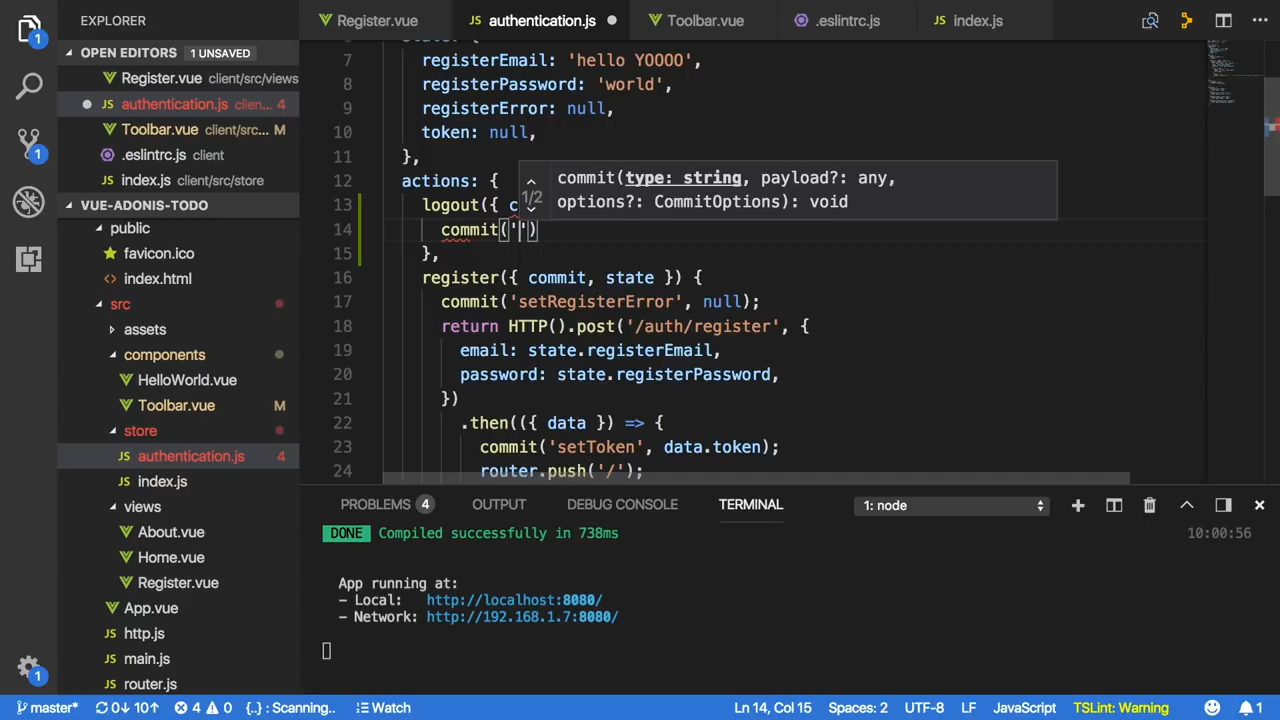 EXPLORER
Register.vue
authentication.js
Toolbar.vue
.eslintrc.js
index.js
OPEN EDITORS 1 UNSAVED
Register.vue client/src/views
authentication.js clien... 4
Toolbar.vue client/src... M
.eslintrc.js client
index.js client/src/store
VUE-ADONIS-TODO
public
favicon.ico
index.html
src
assets
components
HelloWorld.vue
Toolbar.vue M
store
authentication.js 4
index.js
views
About.vue
Home.vue
Register.vue
App.vue
http.js
main.js
router.js
7 registerEmail: 'hello YOOOO',
8 registerPassword: 'world',
9 registerError: null,
10 token: null,
11 },
12 actions: {
13 logout({ c
14 commit('')
15 },
16 register({ commit, state }) {
17 commit('setRegisterError', null);
18 return HTTP().post('/auth/register', {
19 email: state.registerEmail,
20 password: state.registerPassword,
21 })
22 .then(({ data }) => {
23 commit('setToken', data.token);
24 router.push('/');
1/2
commit(type: string, payload?: any,
options?: CommitOptions): void
PROBLEMS 4 OUTPUT DEBUG CONSOLE TERMINAL 1: node
DONE Compiled successfully in 738ms 10:00:56
App running at:
- Local: http://localhost:8080/
- Network: http://192.168.1.7:8080/
1
1
1
master* 0↓ 10↑ 4 0 {..} : Scanning.. Watch Ln 14, Col 15 Spaces: 2 UTF-8 LF JavaScript TSLint: Warning 1